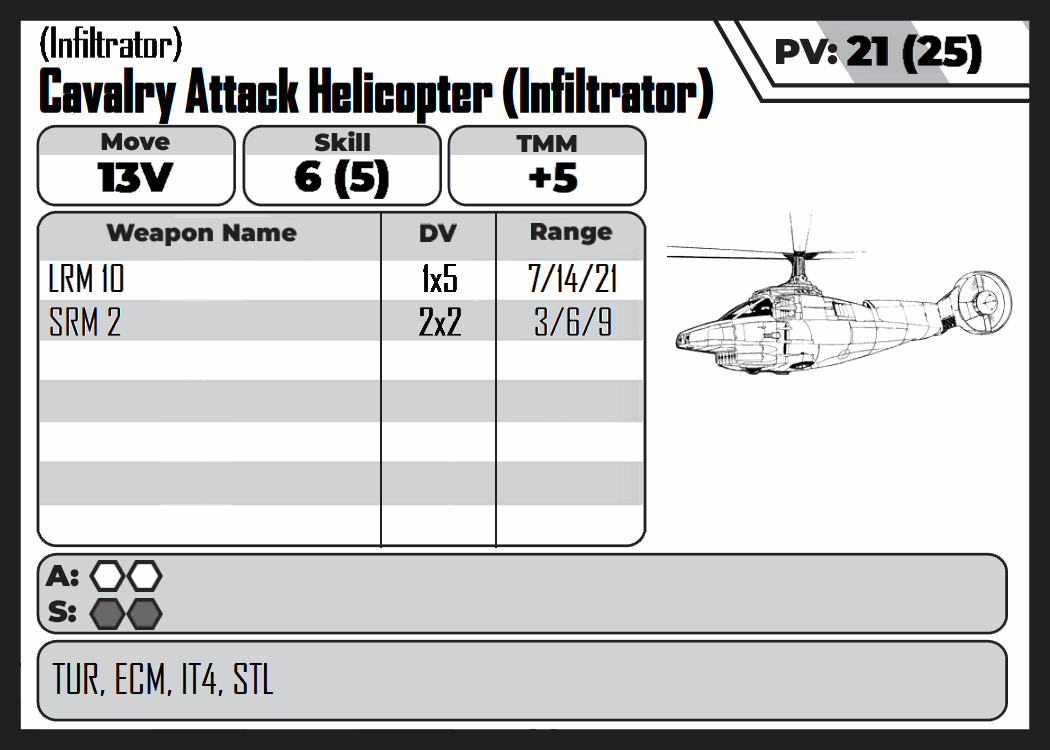 (Infiltrator)
Cavalry Attack Helicopter (Infiltrator)
PV: 21 (25)
Move Skill TMM
13V 6 (5) +5
Weapon Name DV Range
LRM 10 1x5 7/14/21
SRM 2 2x2 3/6/9
A:
S:
TUR, ECM, IT4, STL